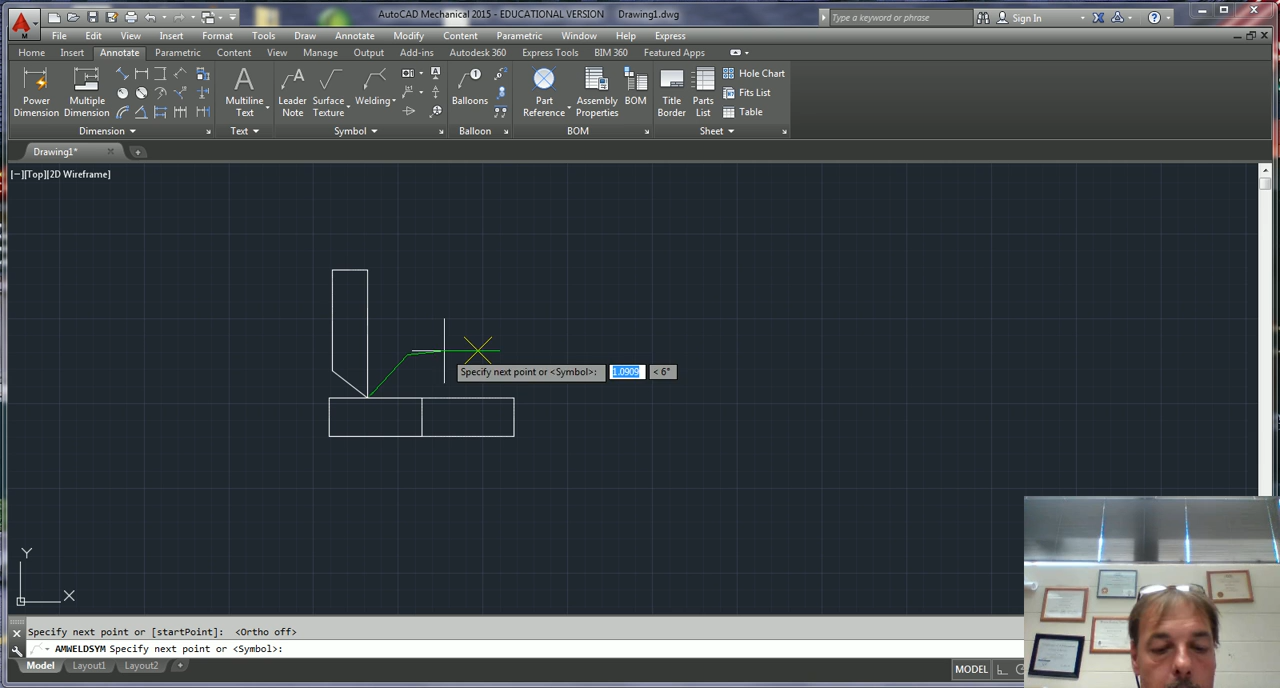 AutoCAD Mechanical 2015 - EDUCATIONAL VERSION Drawing1.dwg Type a keyword or phrase Sign In
M File Edit View Insert Format Tools Draw Annotate Modify Content Parametric Window Help Express
Home Insert Annotate Parametric Content View Manage Output Add-ins Autodesk 360 Express Tools BIM 360 Featured Apps
Power Dimension
Multiple Dimension
Dimension
A
Multiline Text
Text
Leader Note
Surface Texture
Welding
Symbol
Balloons
Balloon
Part Reference
Assembly Properties
BOM
BOM
Title Border
Parts List
Hole Chart
Fits List
Table
Sheet
Drawing1*
[−][Top][2D Wireframe]
Specify next point or <Symbol>: 1.0909 < 6°
Y
X
Specify next point or [startPoint]: <Ortho off>
AMWELDSYM Specify next point or <Symbol>:
Model Layout1 Layout2 + MODEL